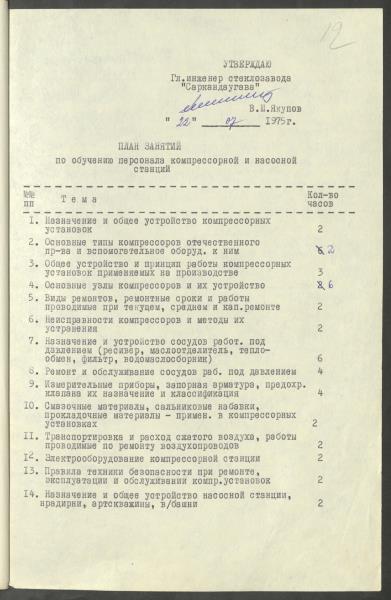 12
УТВЕРЖДАЮ
Гл.инженер стеклозавода
"Саркандаугава"
В.М.Якупов
" 22 " 07 1975г.
ПЛАН ЗАНЯТИЙ
по обучению персонала компрессорной и насосной
станций
№№ пп Тема Кол-во часов
1. Назначение и общее устройство компрессорных
установок 2
2. Основные типы компрессоров отечественного
пр-ва и вспомогетельное оборуд. к ним 6 2
3. Общее устройство и принцип работы компрессорных
установок применяемых на производстве 3
4. Основные узлы компрессоров и их устройство 8 6
5. Виды ремонтов, ремонтные сроки и работы
проводимые при текущем, среднем и кап.ремонте 2
6. Неисправности компрессоров и методы их
устранения 2
7. Назначение и устройство сосудов работ. под
давлением (ресивер, маслоотделитель, тепло-
обмен, фильтр, водомаслосборник) 6
8. Ремонт и обслуживание сосудов раб. под давлением 4
9. Измерительные приборы, запорная арматура, предохр.
клапана их назначение и классификация 4
10. Смазочные материалы, сальниковые набавки,
прокладочные материалы - примен. в компрессорных
установках 2
11. Транспортировка и расход сжатого воздуха, работы
проводимые по ремонту воздухопроводов 2
12. Электрооборудование компрессорной станции 2
13. Правила техники безопасности при ремонте,
эксплуатации и обслуживании компр.установок 2
14. Назначение и общее устройство насосной станции,
нрадирни, артскважины, в/башни 2